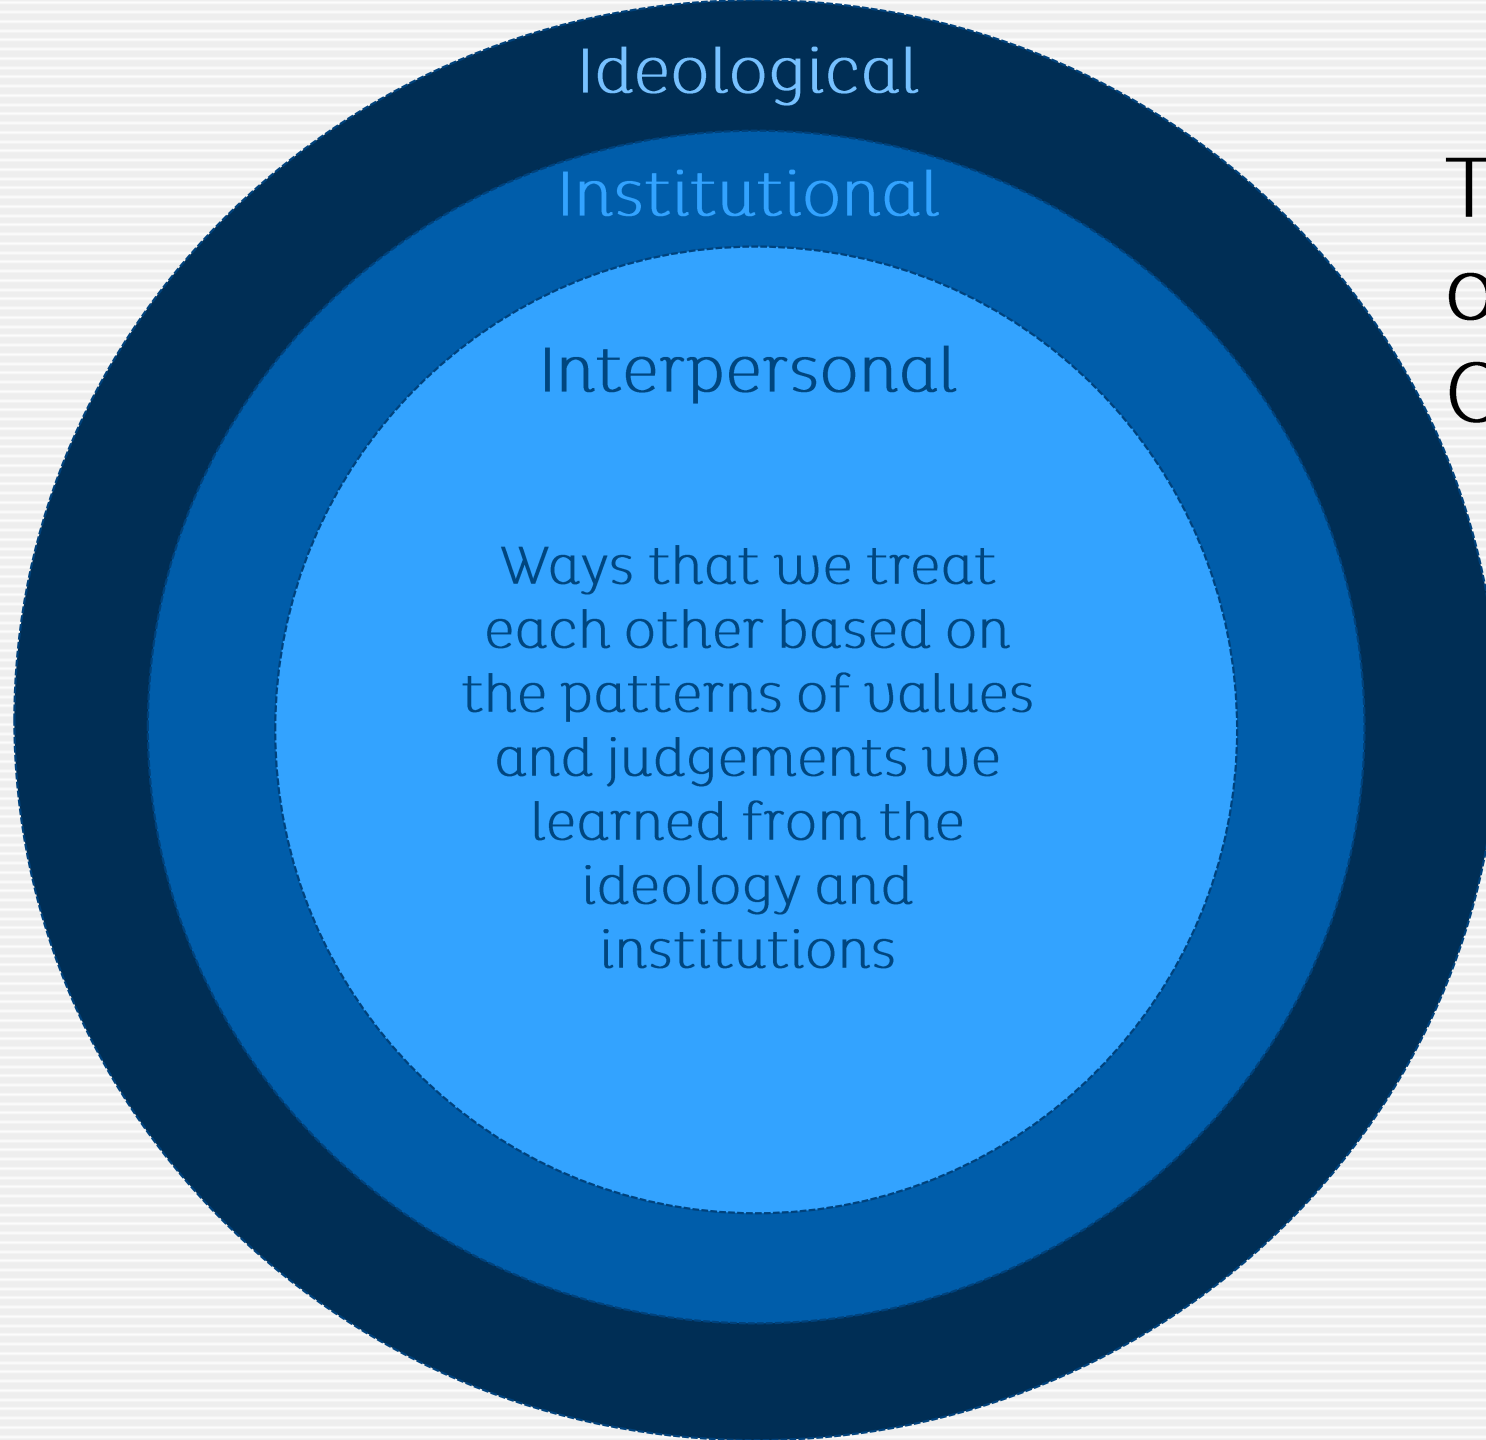 Ideological
Institutional
Interpersonal
Ways that we treat
each other based on
the patterns of values
and judgements we
learned from the
ideology and
institutions